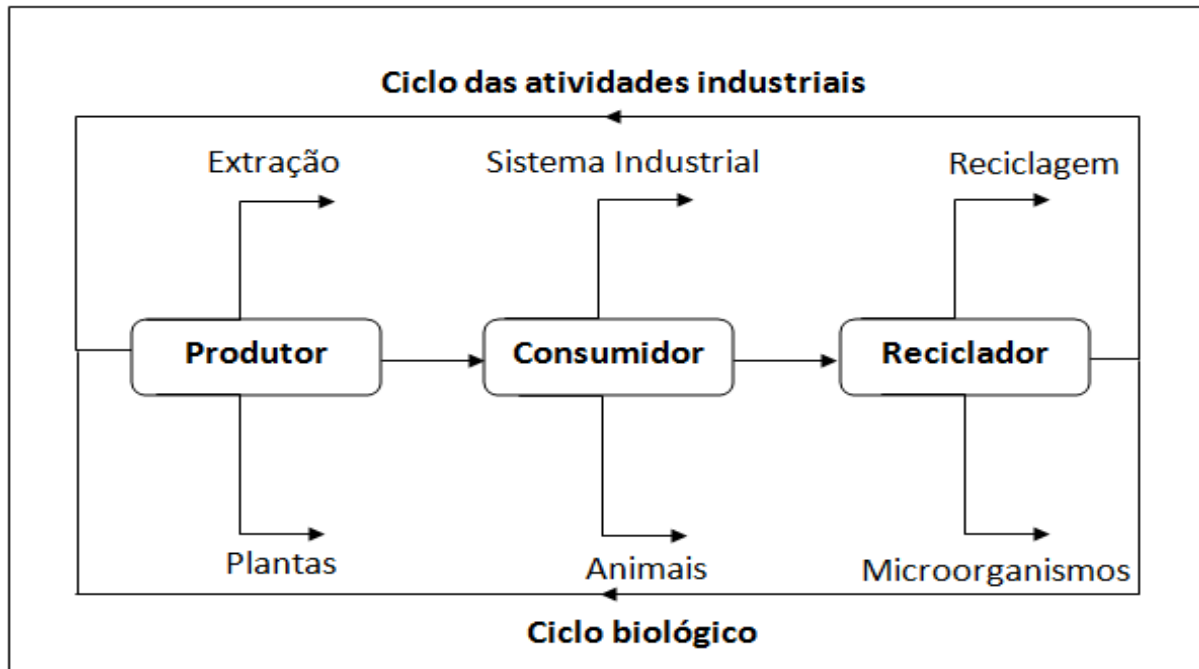 Ciclo das atividades industriais
Extração
Sistema Industrial
Reciclagem
Produtor
Consumidor
Reciclador
Plantas
Animais
Microorganismos
Ciclo biológico